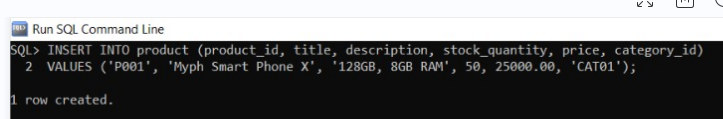 Run SQL Command Line
SQL> INSERT INTO product (product_id, title, description, stock_quantity, price, category_id)
2 VALUES ('P001', 'Myph Smart Phone X', '128GB, 8GB RAM', 50, 25000.00, 'CAT01');
1 row created.